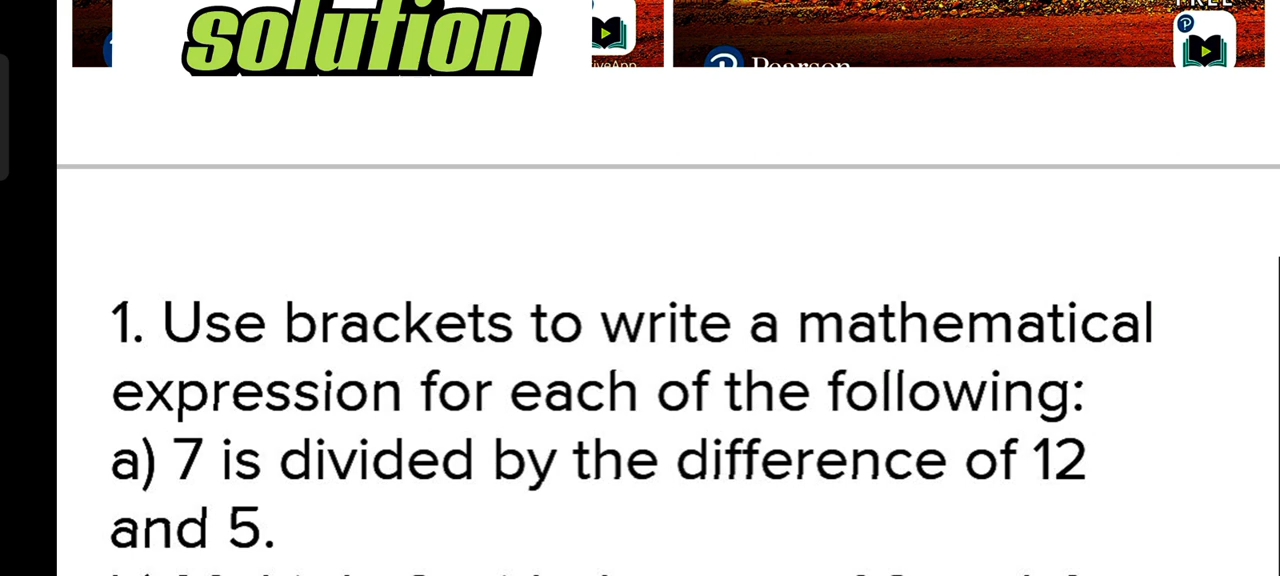 solution
FREE
Pearson
1. Use brackets to write a mathematical
expression for each of the following:
a) 7 is divided by the difference of 12
and 5.